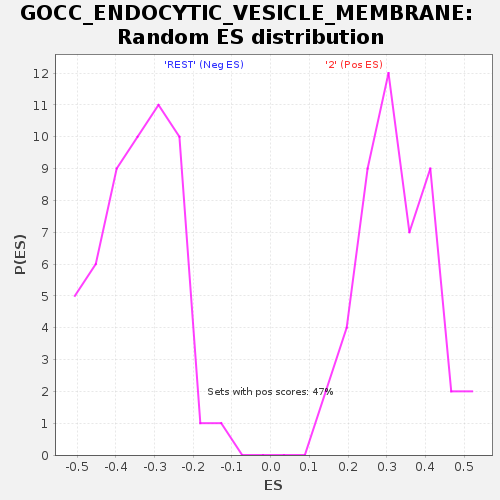 GOCC_ENDOCYTIC_VESICLE_MEMBRANE:
Random ES distribution
'REST' (Neg ES) '2' (Pos ES)
12
11
10
9
8
7
6
5
4
3
2
1
0
P(ES)
Sets with pos scores: 47%
-0.5 -0.4 -0.3 -0.2 -0.1 0.0 0.1 0.2 0.3 0.4 0.5
ES